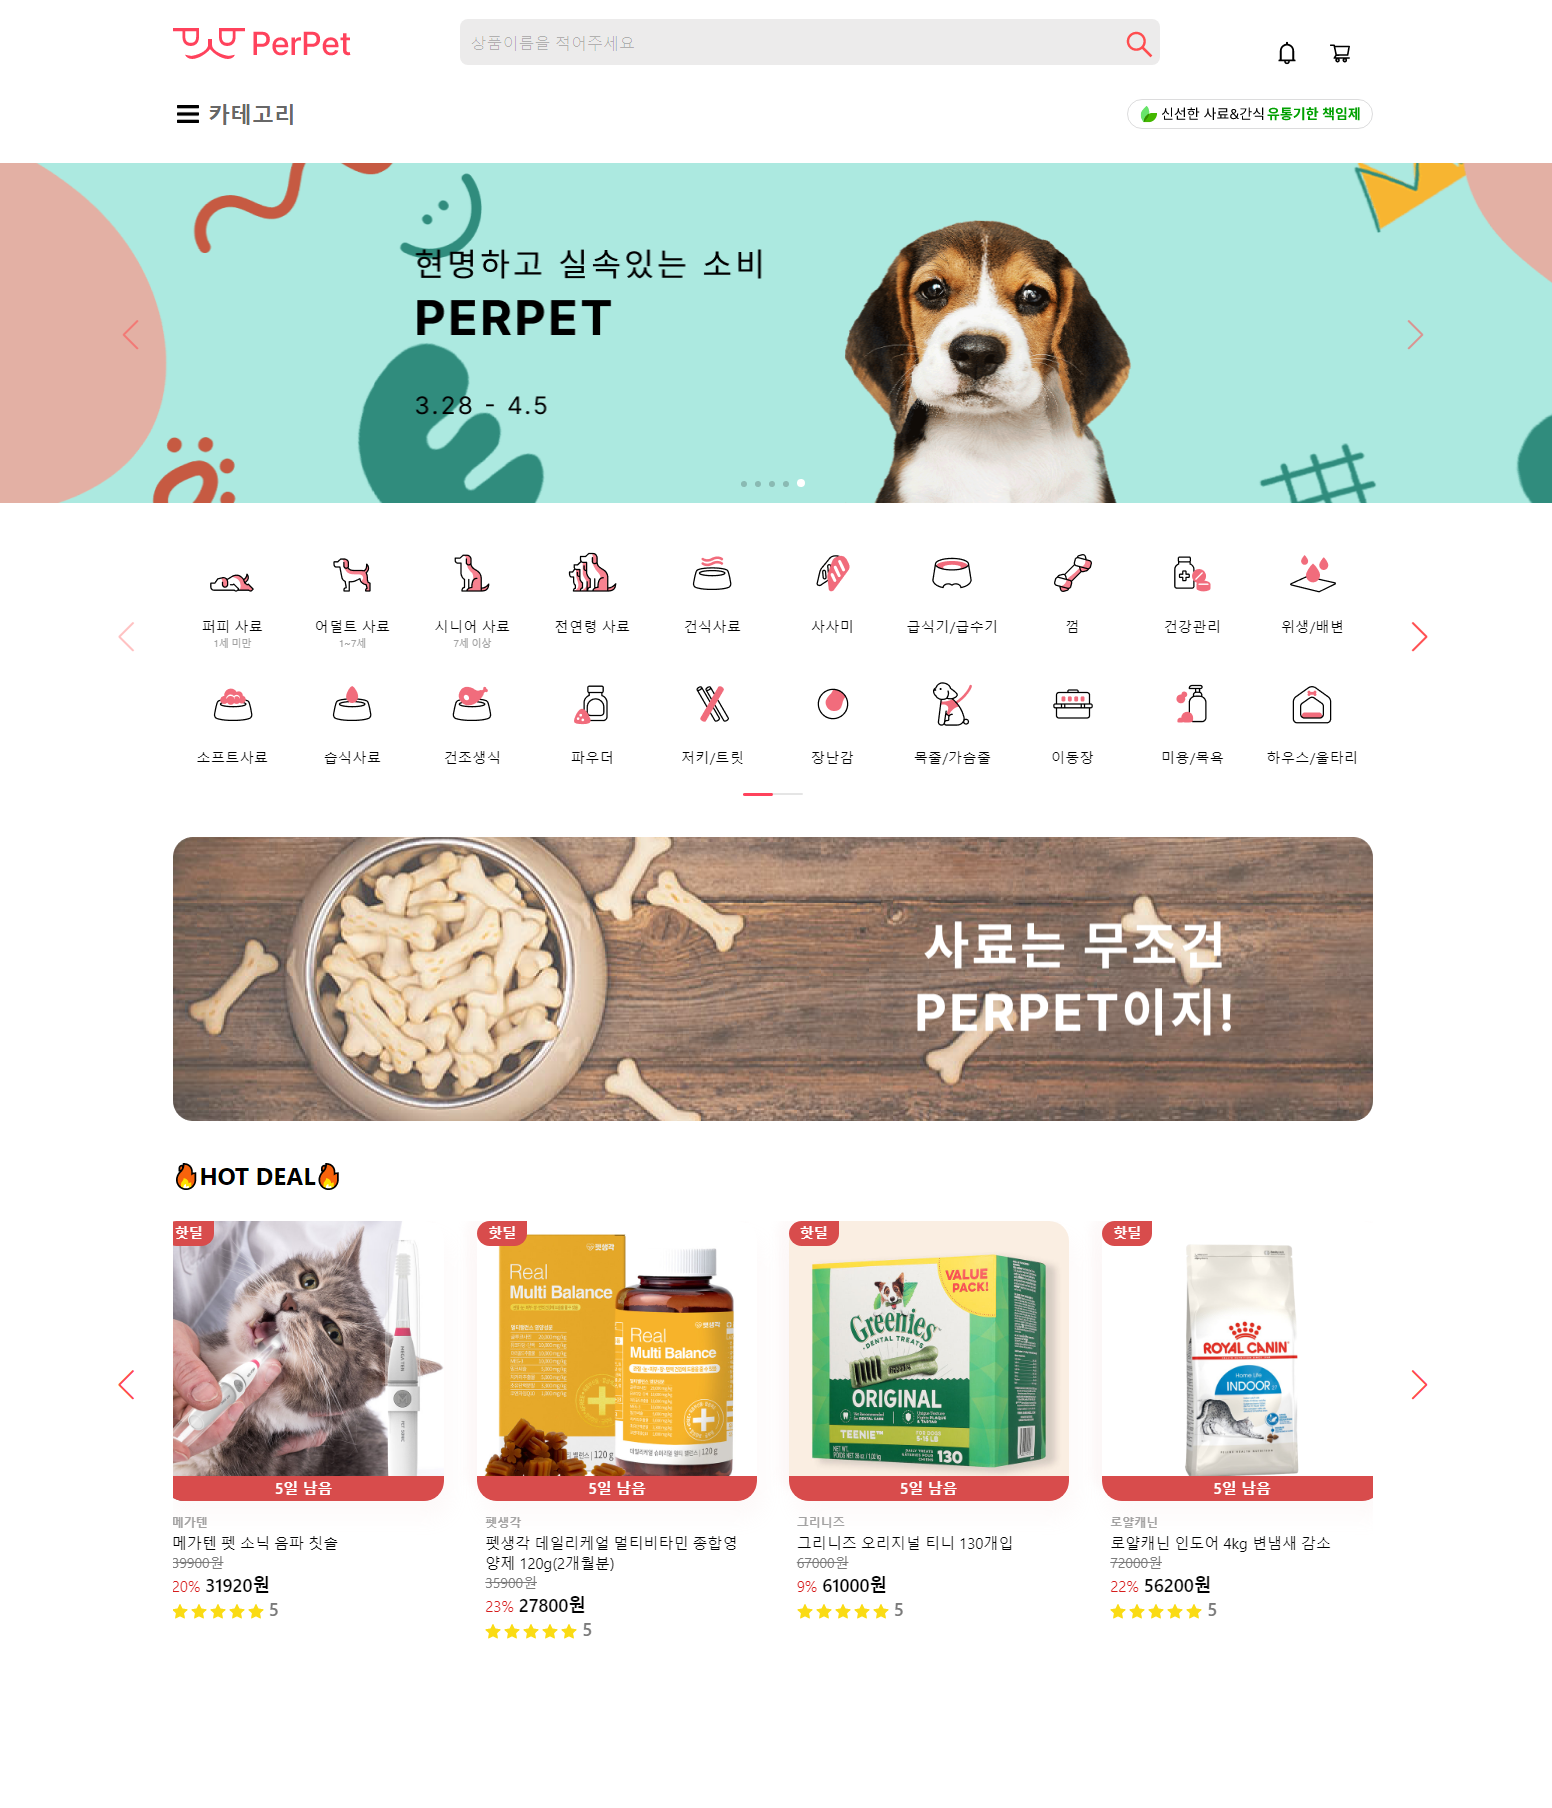 PerPet
상품이름을 적어주세요
카테고리
신선한 사료&간식 유통기한 책임제
현명하고 실속있는 소비
PERPET
3.28 - 4.5
퍼피 사료
1세 미만
어덜트 사료
1~7세
시니어 사료
7세 이상
전연령 사료
건식사료
사사미
급식기/급수기
껌
건강관리
위생/배변
소프트사료
습식사료
건조생식
파우더
저키/트릿
장난감
목줄/가슴줄
이동장
미용/목욕
하우스/울타리
사료는 무조건
PERPET이지!
HOT DEAL
핫딜
MEGA TEN
5일 남음
메가텐
메가텐 펫 소닉 음파 칫솔
39900원
20% 31920원
5
핫딜
펫생각
Real
Multi Balance
펫생각
Real
Multi Balance
120 g
120 g
5일 남음
펫생각
펫생각 데일리케얼 멀티비타민 종합영
양제 120g(2개월분)
35900원
23% 27800원
5
핫딜
VALUE
PACK!
Greenies
DENTAL TREATS
ORIGINAL
TEENIE™
130
5일 남음
그리니즈
그리니즈 오리지널 티니 130개입
67000원
9% 61000원
5
핫딜
ROYAL CANIN
Home Life
INDOOR
5일 남음
로얄캐닌
로얄캐닌 인도어 4kg 변냄새 감소
72000원
22% 56200원
5